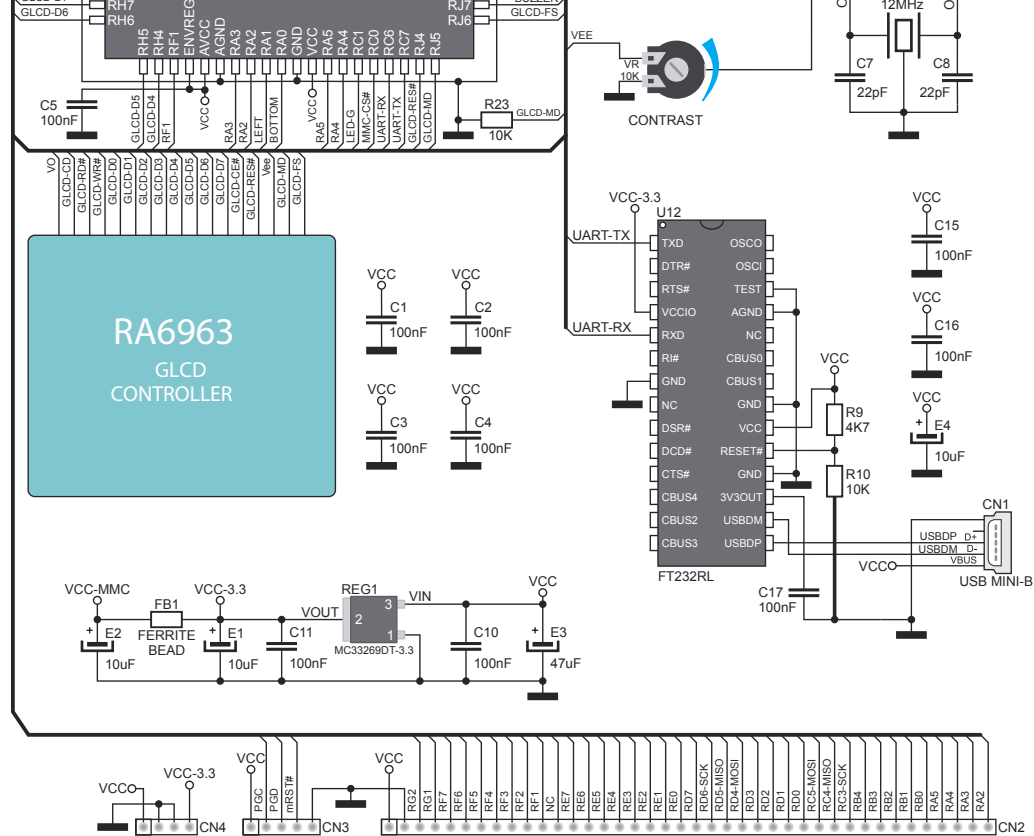 RH7
GLCD-D6
RH6
RH5
RH4
RF1
ENVREG
AVCC
AGND
RA3
RA2
RA1
RA0
GND
VCC
RA5
RA4
RC1
RC0
RC6
RC7
RJ4
RJ5
RJ7
RJ6
BUZZER
GLCD-FS
C5
100nF
GLCD-D5
GLCD-D4
RF1
VCC
RA3
RA2
LEFT
BOTTOM
VCC
RA5
RA4
LED-G
MMC-CS#
UART-RX
UART-TX
GLCD-RES#
GLCD-MD
R23
10K
GLCD-MD
VEE
VR
10K
CONTRAST
12MHz
C7
22pF
C8
22pF
VO
GLCD-CD
GLCD-RD#
GLCD-WR#
GLCD-D0
GLCD-D1
GLCD-D2
GLCD-D3
GLCD-D4
GLCD-D5
GLCD-D6
GLCD-D7
GLCD-CE#
GLCD-RES#
Vee
GLCD-MD
GLCD-FS
RA6963
GLCD
CONTROLLER
VCC
C1
100nF
VCC
C2
100nF
VCC
C3
100nF
VCC
C4
100nF
VCC-3.3
U12
UART-TX
UART-RX
TXD
DTR#
RTS#
VCCIO
RXD
RI#
GND
NC
DSR#
DCD#
CTS#
CBUS4
CBUS2
CBUS3
OSCO
OSCI
TEST
AGND
NC
CBUS0
CBUS1
GND
VCC
RESET#
GND
3V3OUT
USBDM
USBDP
FT232RL
VCC
R9
4K7
R10
10K
VCC
C15
100nF
VCC
C16
100nF
VCC
+
E4
10uF
C17
100nF
CN1
USBDP D+
USBDM D-
VCC VBUS
USB MINI-B
VCC-MMC
+
E2
10uF
FB1
FERRITE
BEAD
VCC-3.3
+
E1
10uF
C11
100nF
VOUT
REG1
2
3
1
MC33269DT-3.3
VIN
C10
100nF
VCC
+
E3
47uF
VCC
VCC-3.3
CN4
VCC
PGC
PGD
mRST#
CN3
VCC
RG2
RG1
RF7
RF6
RF5
RF4
RF3
RF2
RF1
NC
RE7
RE6
RE5
RE4
RE3
RE2
RE1
RE0
RD7
RD6-SCK
RD5-MISO
RD4-MOSI
RD3
RD2
RD1
RD0
RC5-MOSI
RC4-MISO
RC3-SCK
RB4
RB3
RB2
RB1
RB0
RA5
RA4
RA3
RA2
CN2